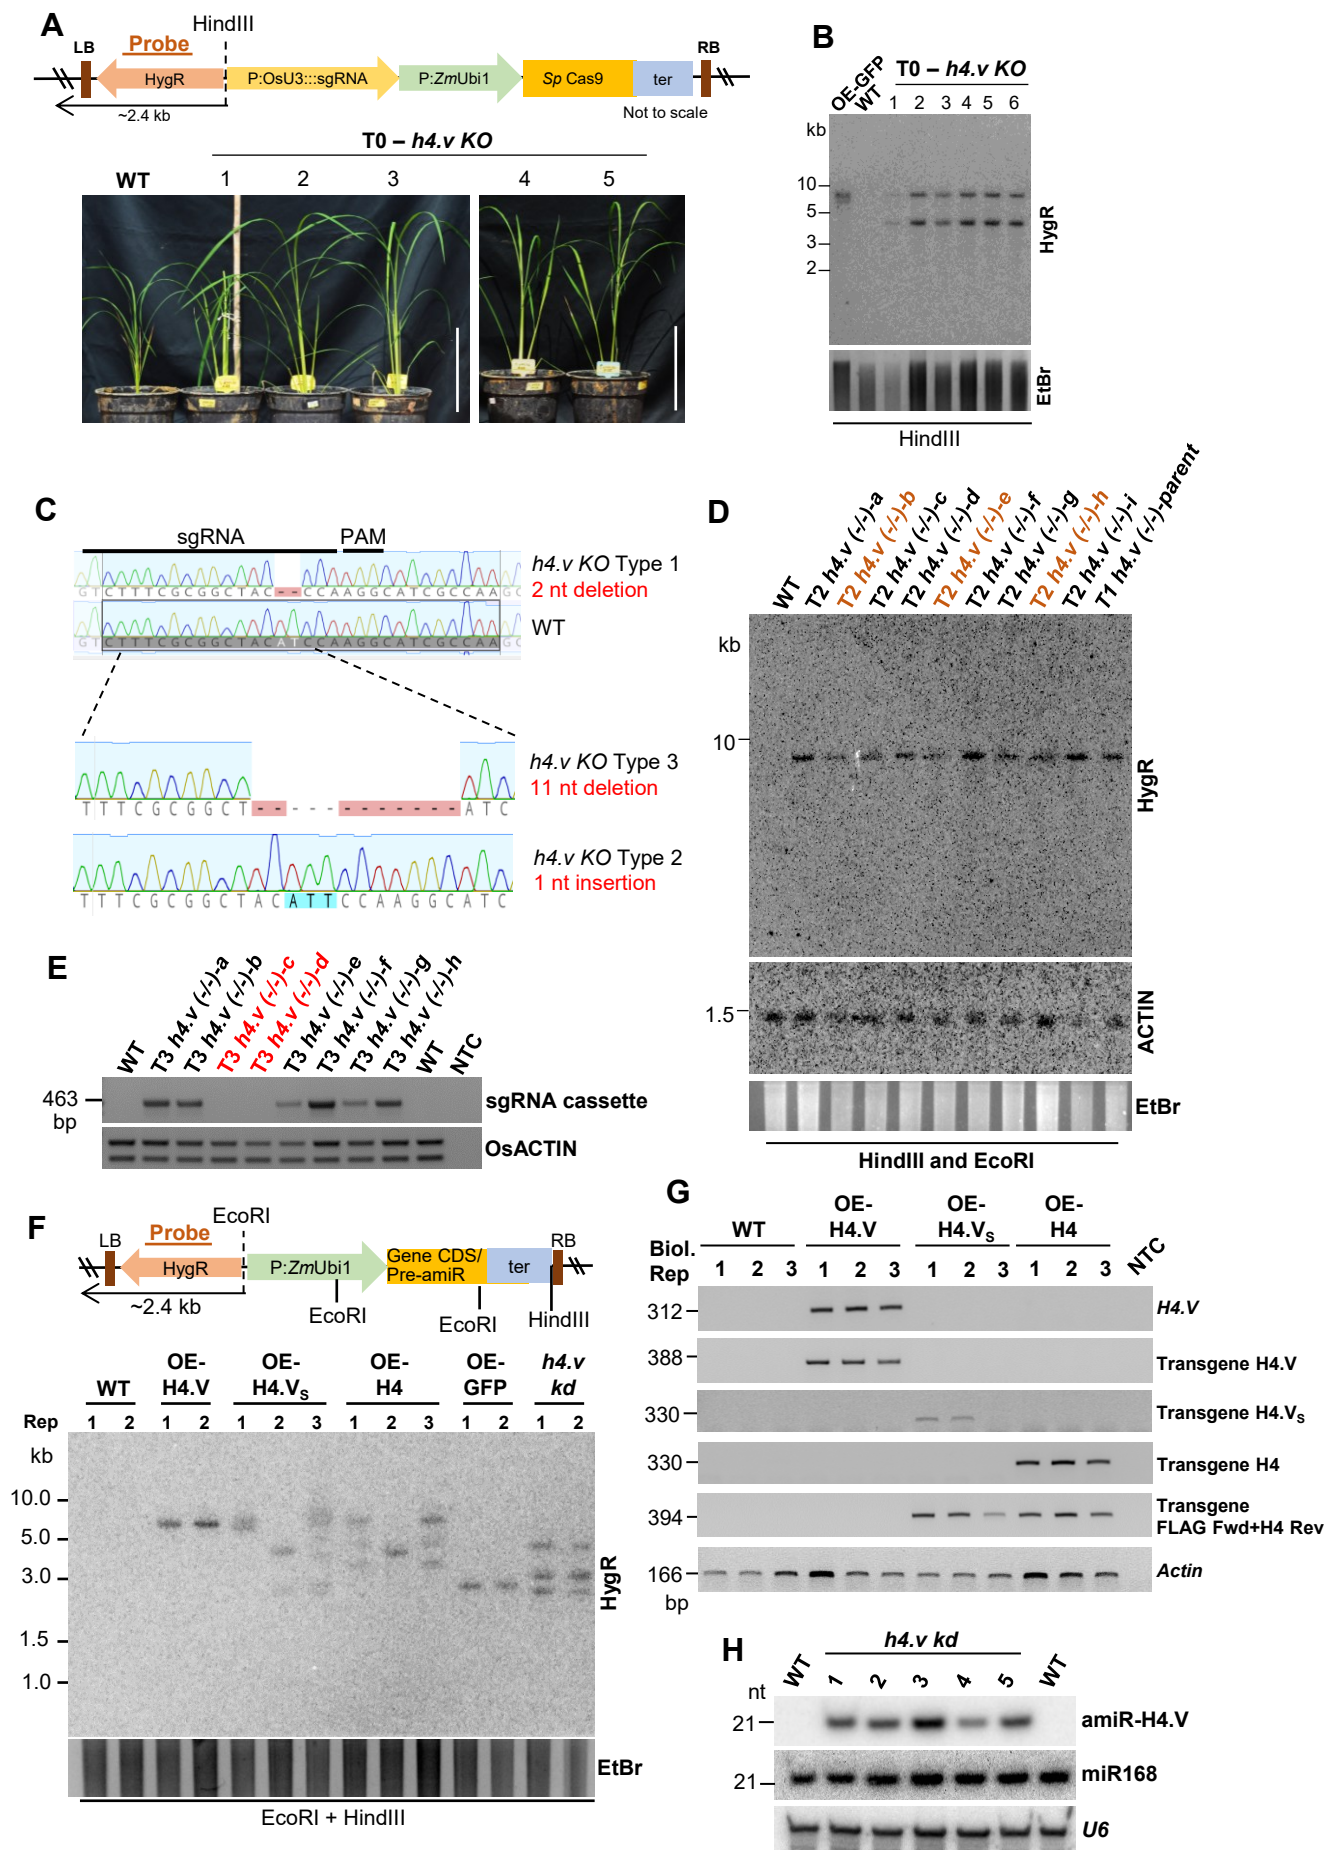 A
HindIII
LB
Probe
RB
HygR
P:OsU3:::sgRNA
P:ZmUbi1
Sp Cas9
ter
~2.4 kb
Not to scale
T0 – h4.v KO
WT
1
2
3
4
5
B
OE-GFP
WT
T0 – h4.v KO
1 2 3 4 5 6
kb
10
5
3
2
HygR
EtBr
HindIII
C
sgRNA
PAM
GTCTTTCGCGGCTAC--CCAAGGCATCGCCAAGC
h4.v KO Type 1
2 nt deletion
WT
GTCTTTCGCGGCTACATCCAAGGCATCGCCAAGC
h4.v KO Type 3
11 nt deletion
TTTCGCGGCT------------ATC
h4.v KO Type 2
1 nt insertion
TTTCGCGGCTACATTCCAAGGCATC
D
WT
T2 h4.v (-/-)-a
T2 h4.v (-/-)-b
T2 h4.v (-/-)-c
T2 h4.v (-/-)-d
T2 h4.v (-/-)-e
T2 h4.v (-/-)-f
T2 h4.v (-/-)-g
T2 h4.v (-/-)-h
T2 h4.v (-/-)-i
T1 h4.v (-/-)-parent
kb
10
HygR
1.5
ACTIN
EtBr
HindIII and EcoRI
E
WT
T3 h4.v (-/-)-a
T3 h4.v (-/-)-b
T3 h4.v (-/-)-c
T3 h4.v (-/-)-d
T3 h4.v (-/-)-e
T3 h4.v (-/-)-f
T3 h4.v (-/-)-g
T3 h4.v (-/-)-h
WT
NTC
463
bp
sgRNA cassette
OsACTIN
F
EcoRI
LB
Probe
RB
HygR
P:ZmUbi1
Gene CDS/
Pre-amiR
ter
~2.4 kb
EcoRI
EcoRI
HindIII
WT
OE-
H4.V
OE-
H4.VS
OE-
H4
OE-
GFP
h4.v
kd
Rep 1 2 1 2 1 2 3 1 2 3 1 2 1 2
kb
10.0
5.0
3.0
1.5
1.0
HygR
EtBr
EcoRI + HindIII
G
WT
OE-
H4.V
OE-
H4.VS
OE-
H4
NTC
Biol.
Rep 1 2 3 1 2 3 1 2 3 1 2 3
312
H4.V
388
Transgene H4.V
330
Transgene H4.VS
330
Transgene H4
394
Transgene
FLAG Fwd+H4 Rev
166
Actin
bp
H
h4.v kd
WT 1 2 3 4 5 WT
nt
21
amiR-H4.V
21
miR168
U6